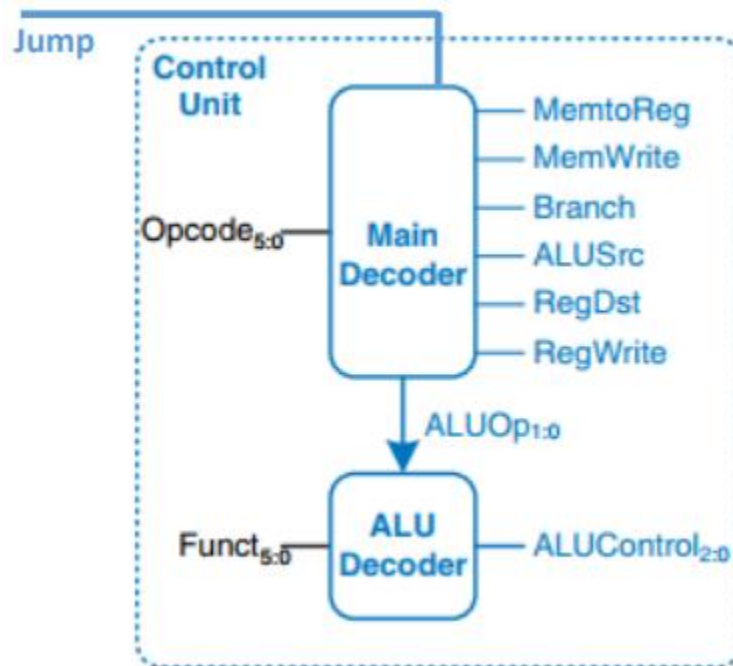 Jump
Control
Unit
MemtoReg
MemWrite
Opcode5:0
Branch
Main
Decoder
ALUSrc
RegDst
RegWrite
ALUOp1:0
Funct5:0
ALU
Decoder
ALUControl2:0